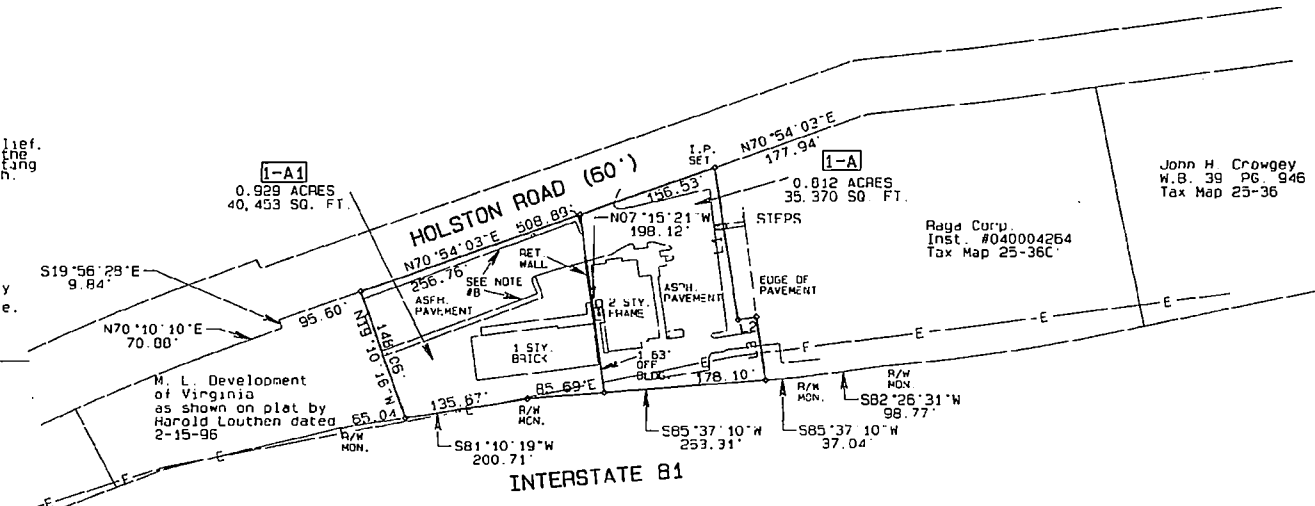 lief.
the
ting
n.
y
e.
1-A1
0.929 ACRES
40,453 SQ. FT.
HOLSTON ROAD (60')
I.P.
SET
N70°54'03"E
177.94'
1-A
0.812 ACRES
35,370 SQ. FT.
John H. Crowgey
W.B. 39 PG. 946
Tax Map 25-36
156.53'
N07°15'21"W
198.12'
STEPS
Raga Corp.
Inst. #040004264
Tax Map 25-36C
N70°54'03"E 508.89'
256.76'
S19°56'28"E
9.84'
N70°10'10"E
70.88'
95.60'
N19°10'16"W
148.06'
SEE NOTE
#8
RET.
WALL
ASPH.
PAVEMENT
2 STY.
FRAME
ASPH.
PAVEMENT
EDGE OF
PAVEMENT
1 STY.
BRICK
1.63'
OFF
BLDG.
L2
L3
E
E
E
M. L. Development
of Virginia
as shown on plat by
Harold Louthen dated
2-15-96
65.04
R/W
MON.
135.67'
85.69'
R/W
MON.
178.10'
R/W
MON.
R/W
MON.
S81°10'19"W
200.71'
S85°37'10"W
263.31'
S85°37'10"W
37.04'
S82°26'31"W
98.77'
INTERSTATE 81